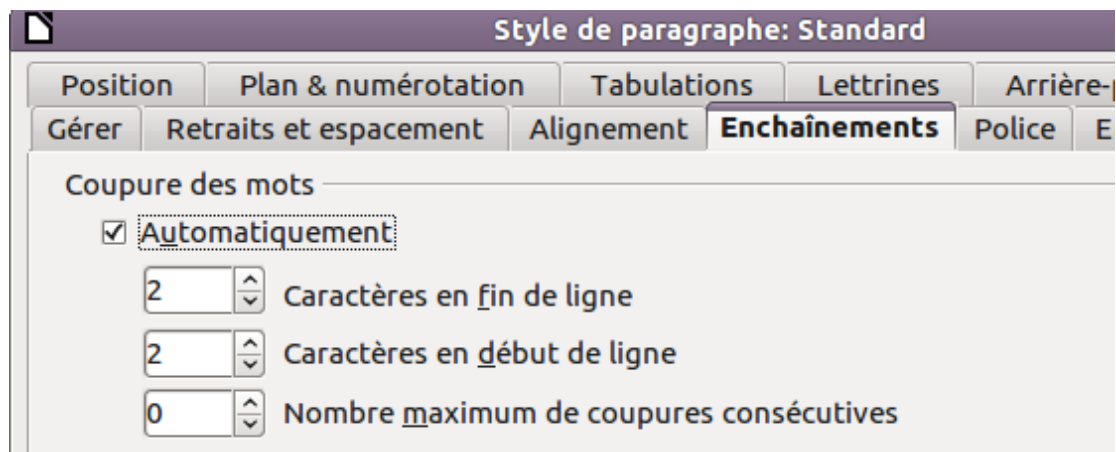 Style de paragraphe: Standard
Position Plan & numérotation Tabulations Lettrines
Gérer Retraits et espacement Alignement Enchaînements Police
Coupure des mots
Automatiquement
2 Caractères en fin de ligne
2 Caractères en début de ligne
0 Nombre maximum de coupures consécutives